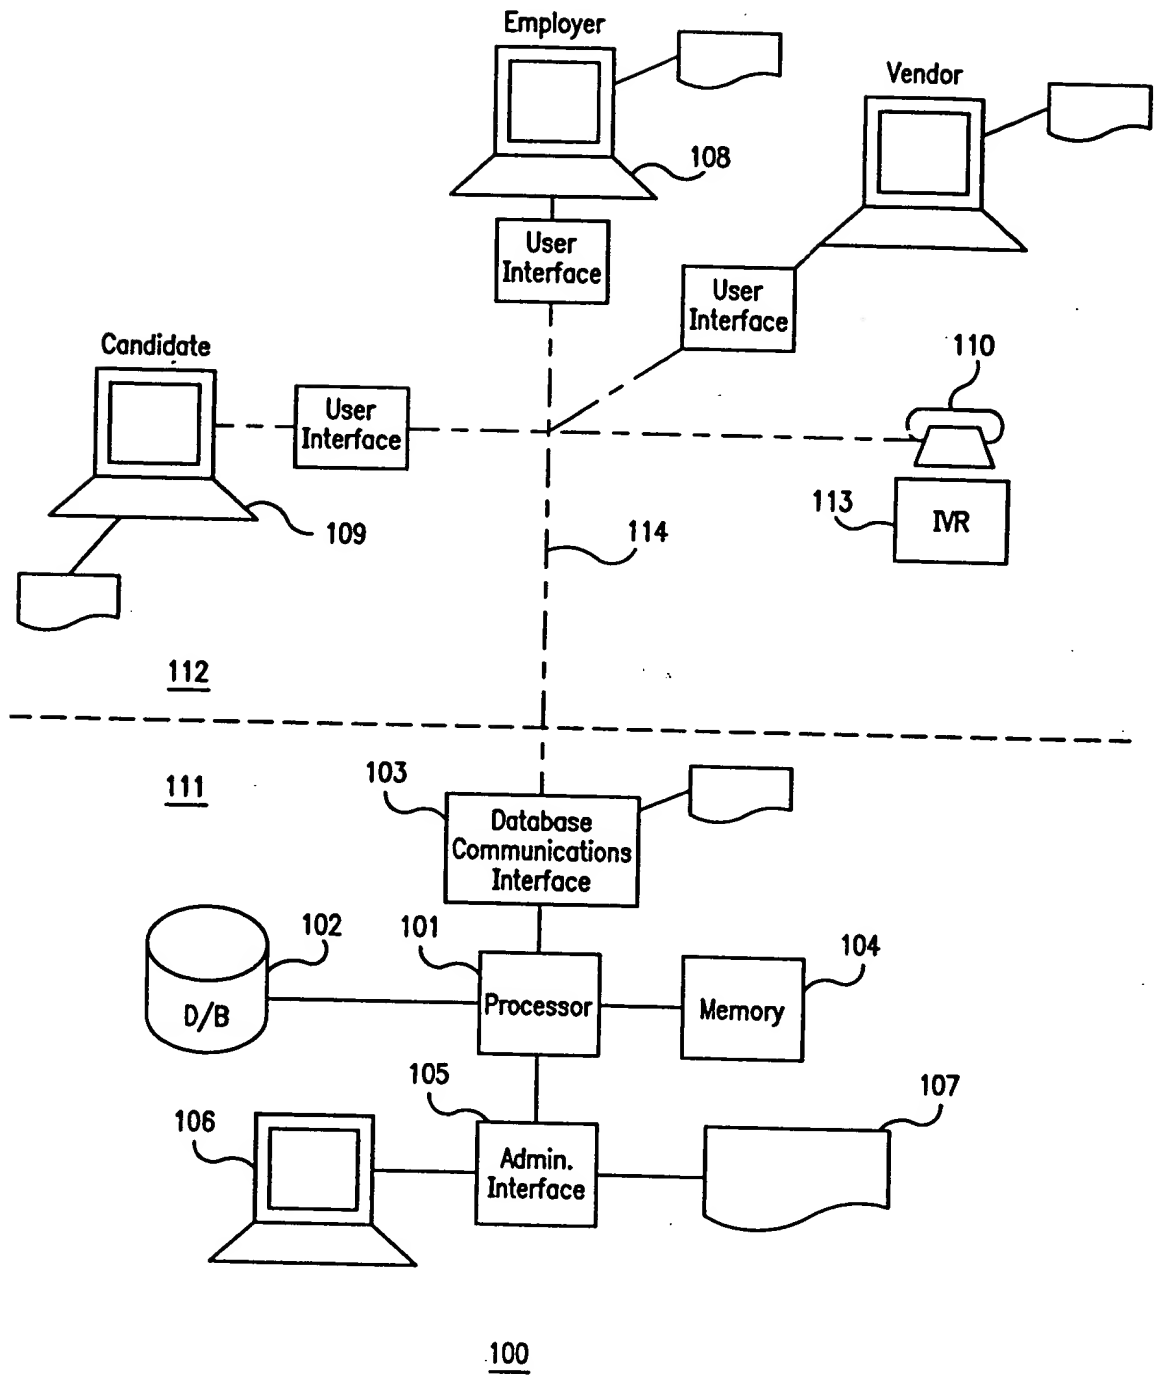 Employer
Vendor
108
User
Interface
User
Interface
Candidate
110
User
Interface
113
IVR
109
114
112
111
103
Database
Communications
Interface
102
101
104
D/B
Processor
Memory
105
107
106
Admin.
Interface
100